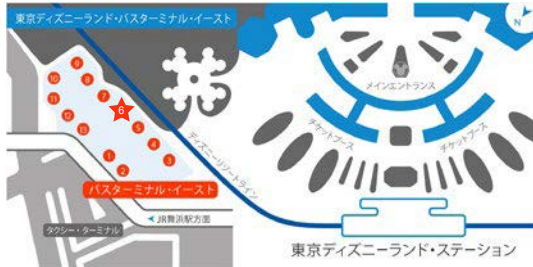 東京ディズニーランド・バスターミナル・イースト
N
9
10
8
11
7
6
12
5
13
4
1
3
2
メインエントランス
チケットブース
チケットブース
ディズニーリゾートライン
バスターミナル・イースト
JR舞浜駅方面
タクシー・ターミナル
東京ディズニーランド・ステーション